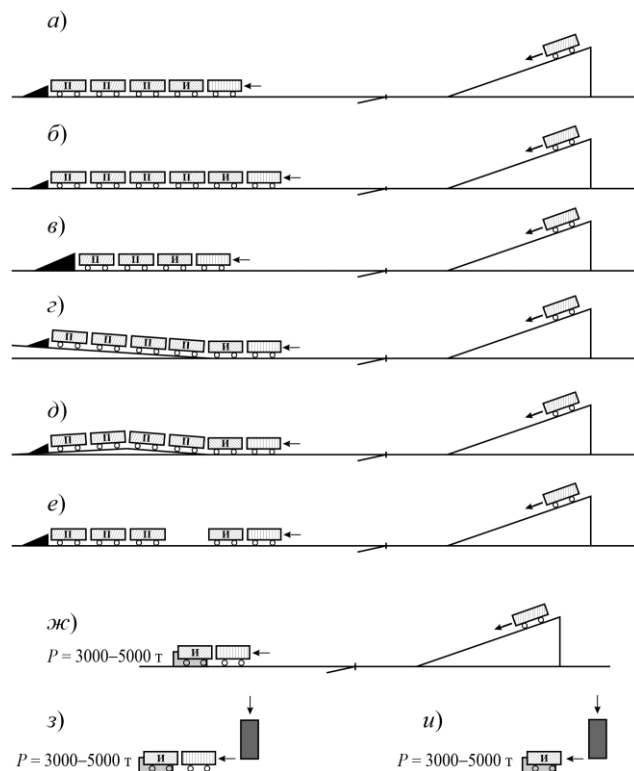 а)
П П П И
б)
П П П П И
в)
П П И
г)
П П П П И
д)
П П П П И
е)
П П П И
ж)
P = 3000–5000 т И
з) и)
P = 3000–5000 т И P = 3000–5000 т И